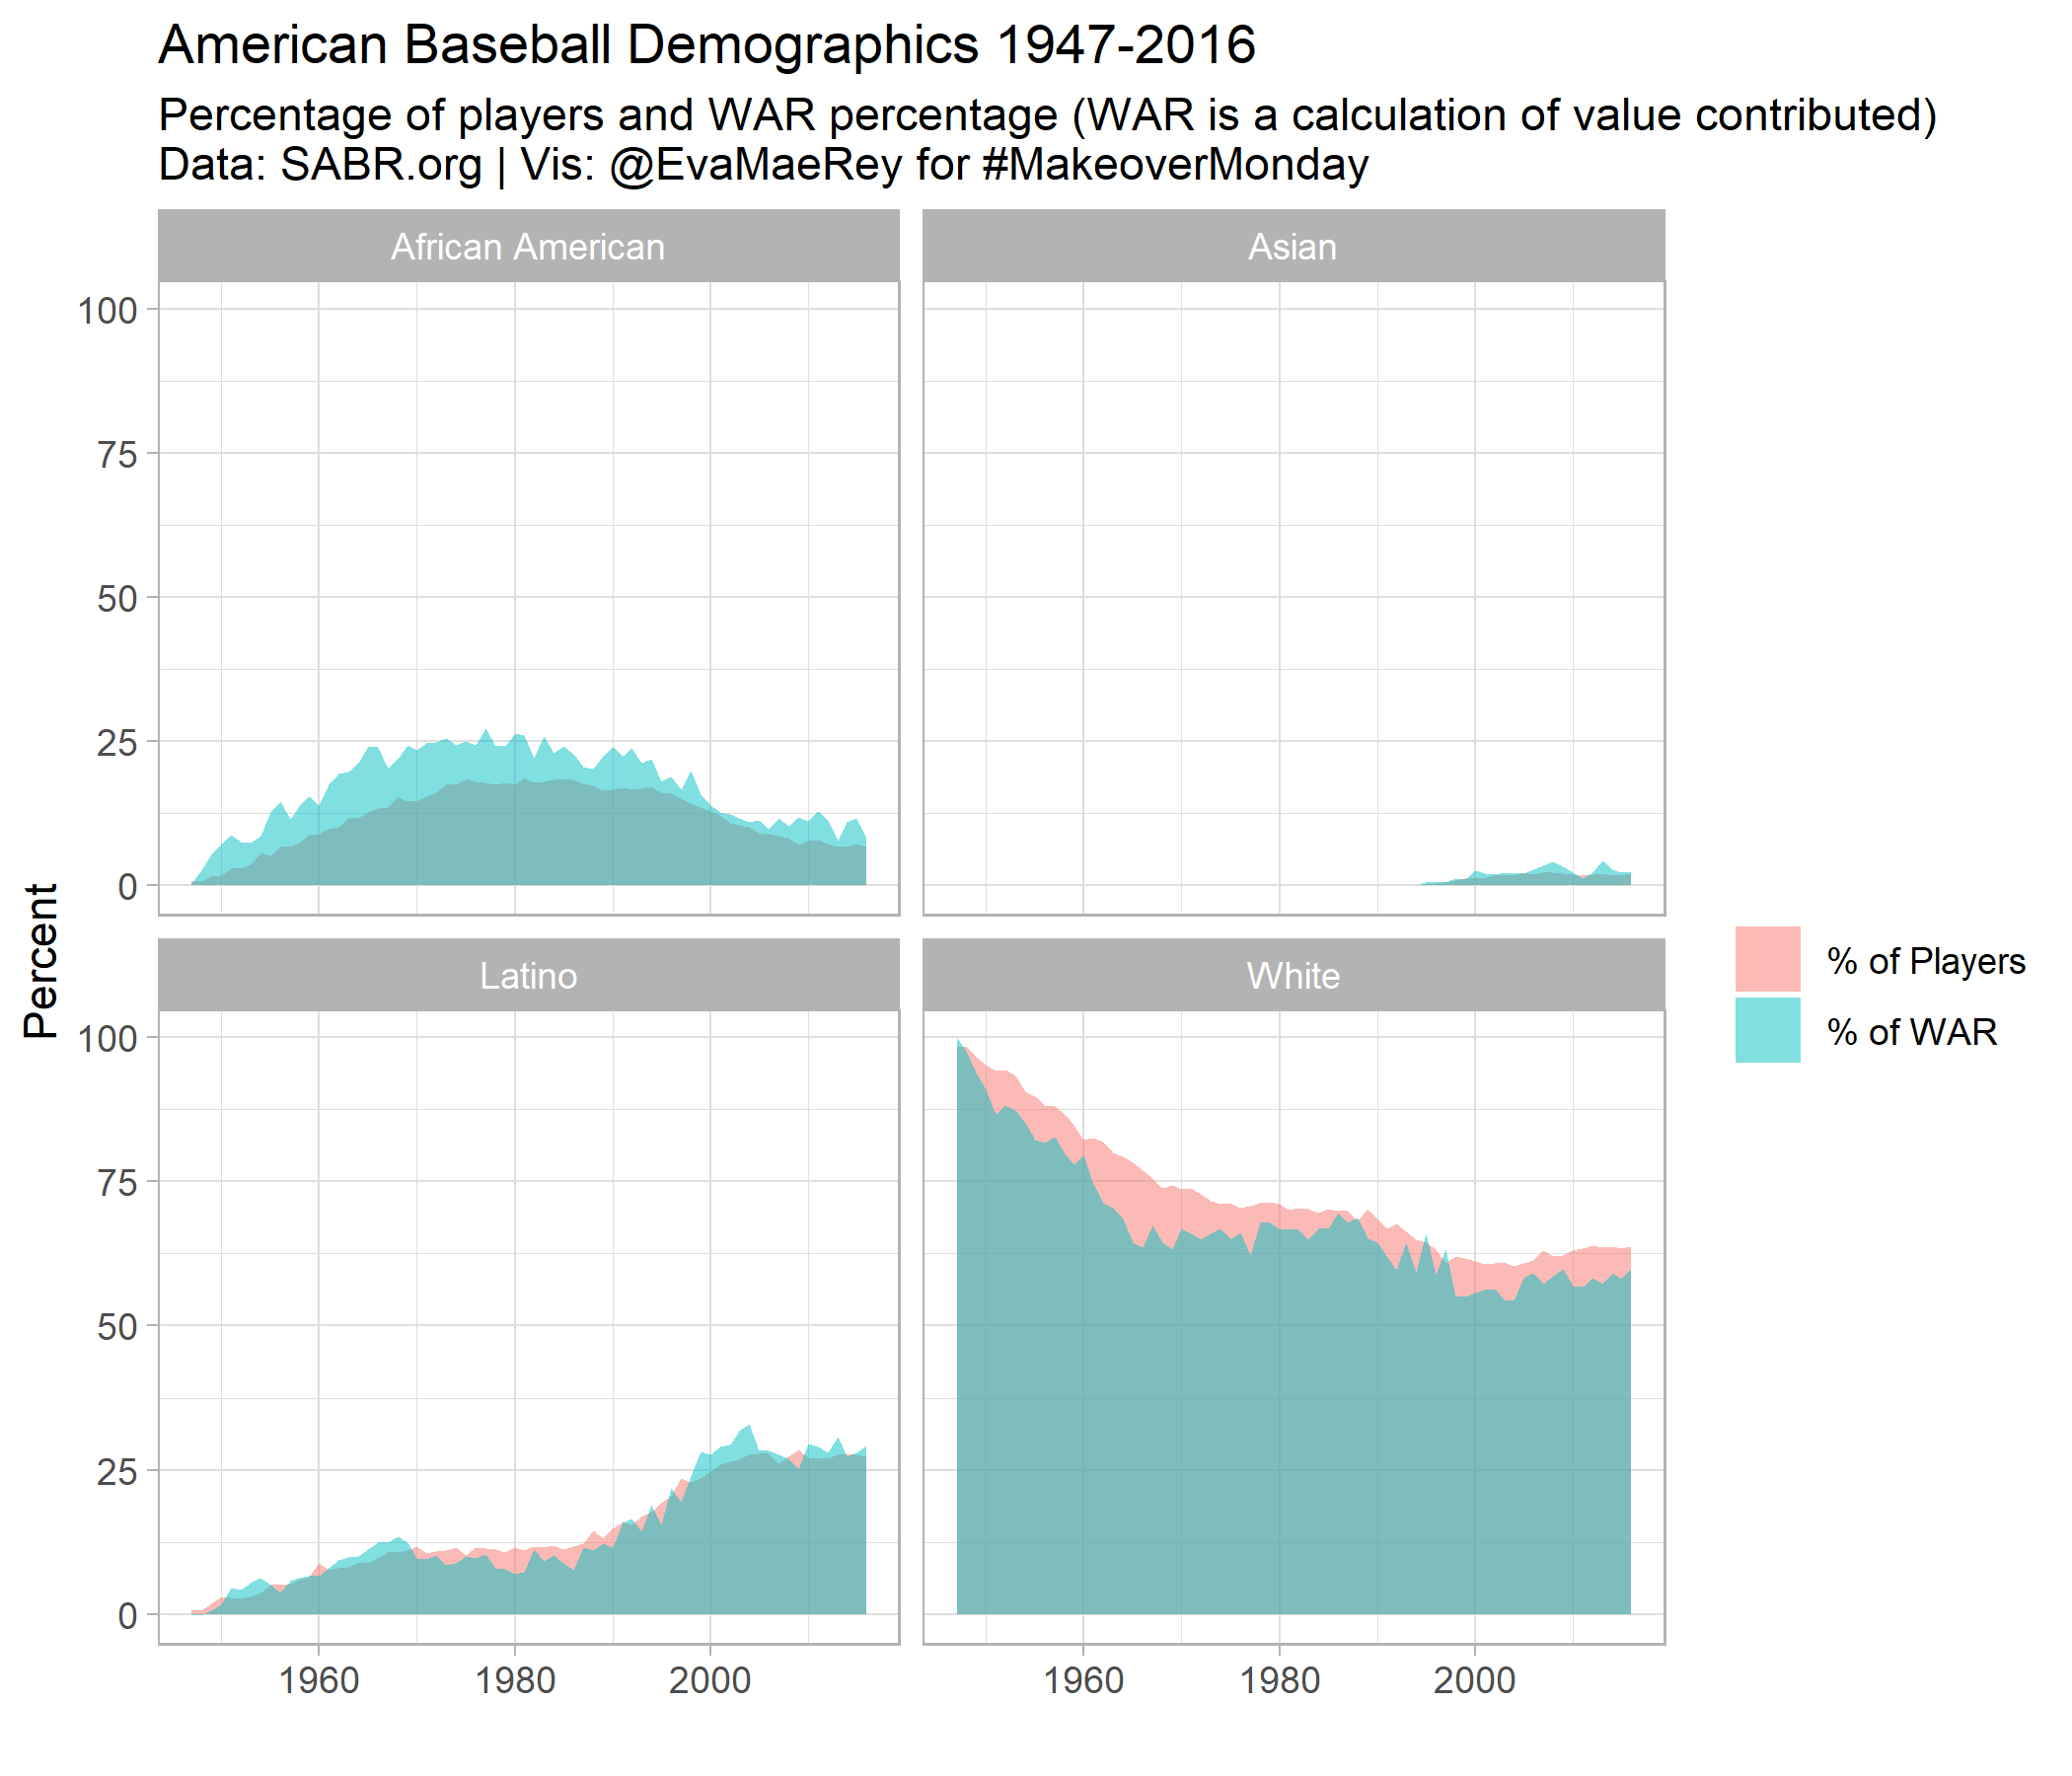 American Baseball Demographics 1947-2016
Percentage of players and WAR percentage (WAR is a calculation of value contributed)
Data: SABR.org | Vis: @EvaMaeRey for #MakeoverMonday
African American
Asian
100
75
50
25
0
Percent
Latino
White
100
75
50
25
0
1960
1980
2000
1960
1980
2000
% of Players
% of WAR